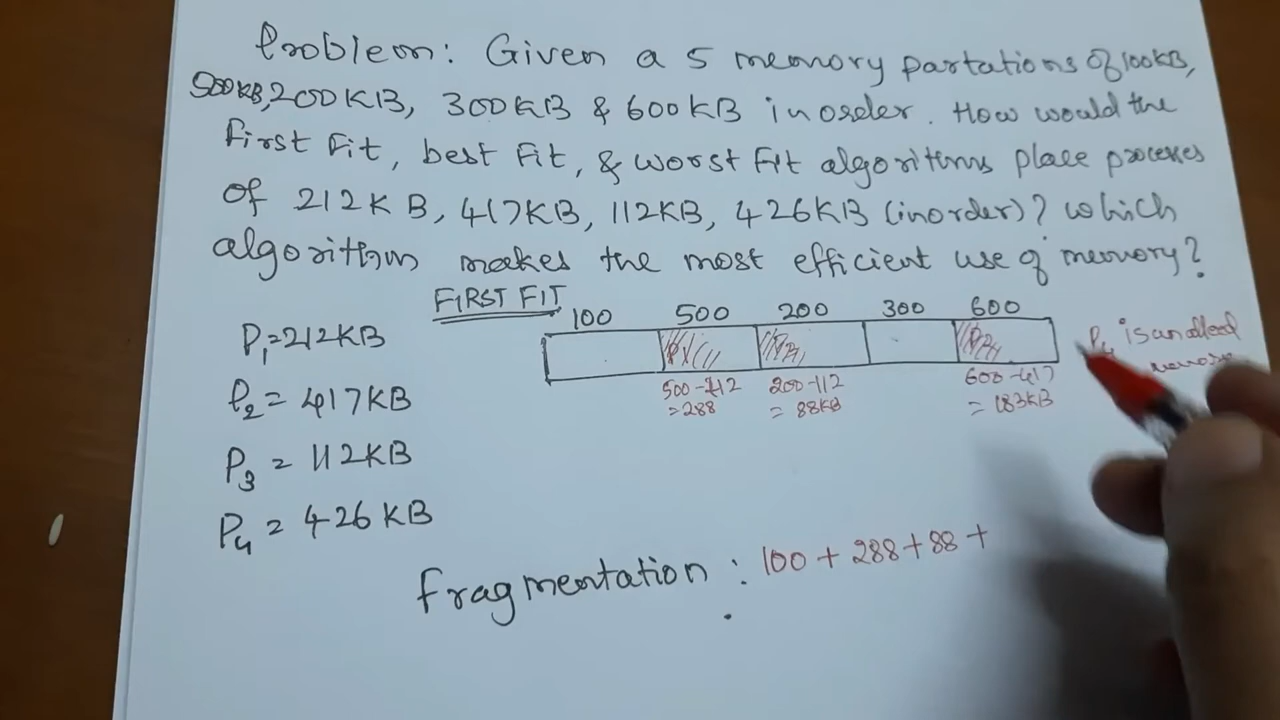 Problem: Given a 5 memory partations of 100KB,
500KB, 200KB, 300KB & 600KB inorder. How would the
First Fit, best Fit, & worst Fit algorithms place processes
Of 212KB, 417KB, 112KB, 426KB (inorder)? Which
algorithm makes the most efficient use of memory?
FIRST FIT
100 500 200 300 600
P1=212KB
P2= 417KB
P3 = 112KB
P4 = 426KB
500-212
=288
200-112
= 88KB
600-417
= 183KB
P4 is
Fragmentation : 100 + 288 + 88 +